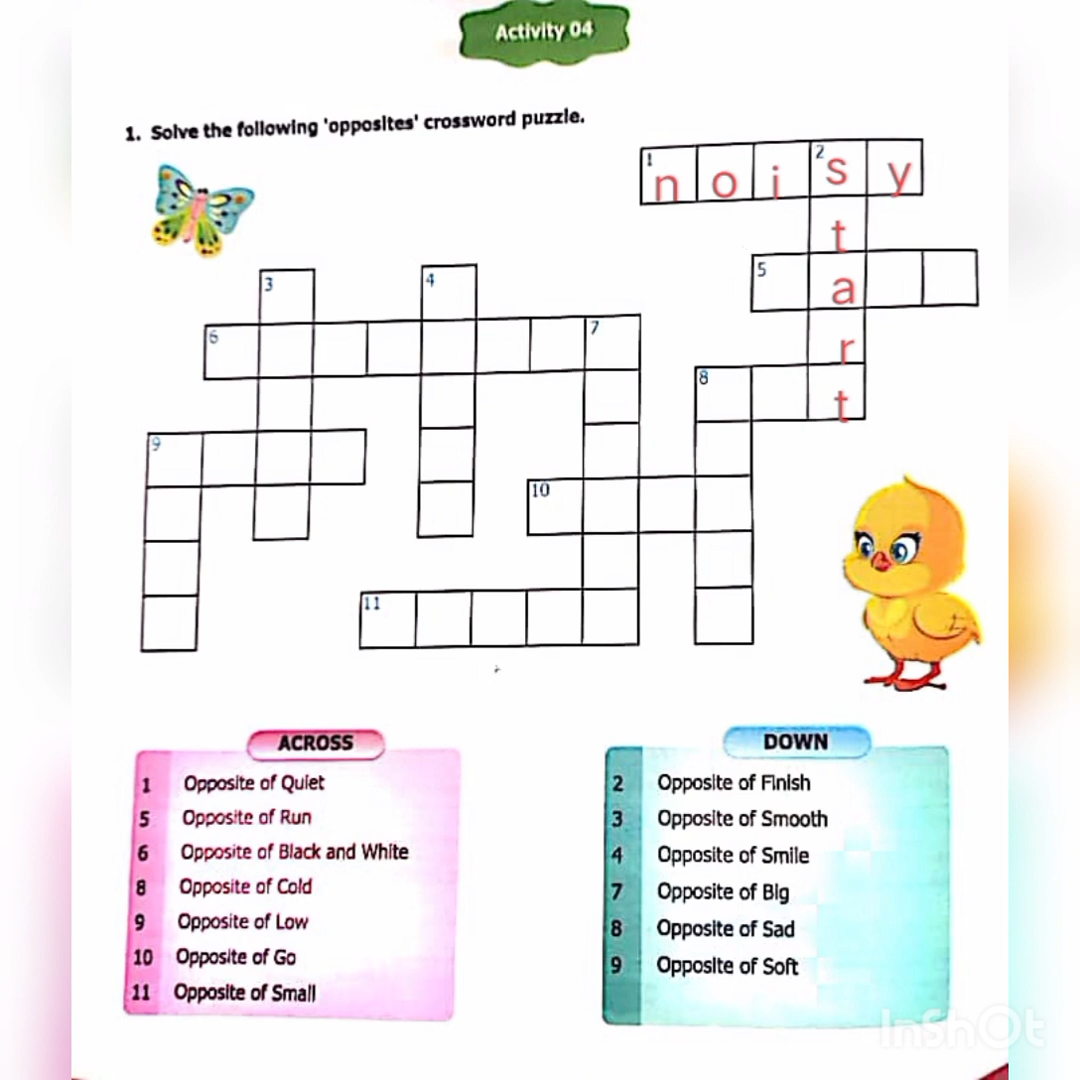 Activity 04
1. Solve the following 'opposites' crossword puzzle.
1 n o i 2 s y
t
3 4 5 a
6 7 r
8 t
9
10
11
ACROSS
1 Opposite of Quiet
5 Opposite of Run
6 Opposite of Black and White
8 Opposite of Cold
9 Opposite of Low
10 Opposite of Go
11 Opposite of Small
DOWN
2 Opposite of Finish
3 Opposite of Smooth
4 Opposite of Smile
7 Opposite of Big
8 Opposite of Sad
9 Opposite of Soft
InShOt